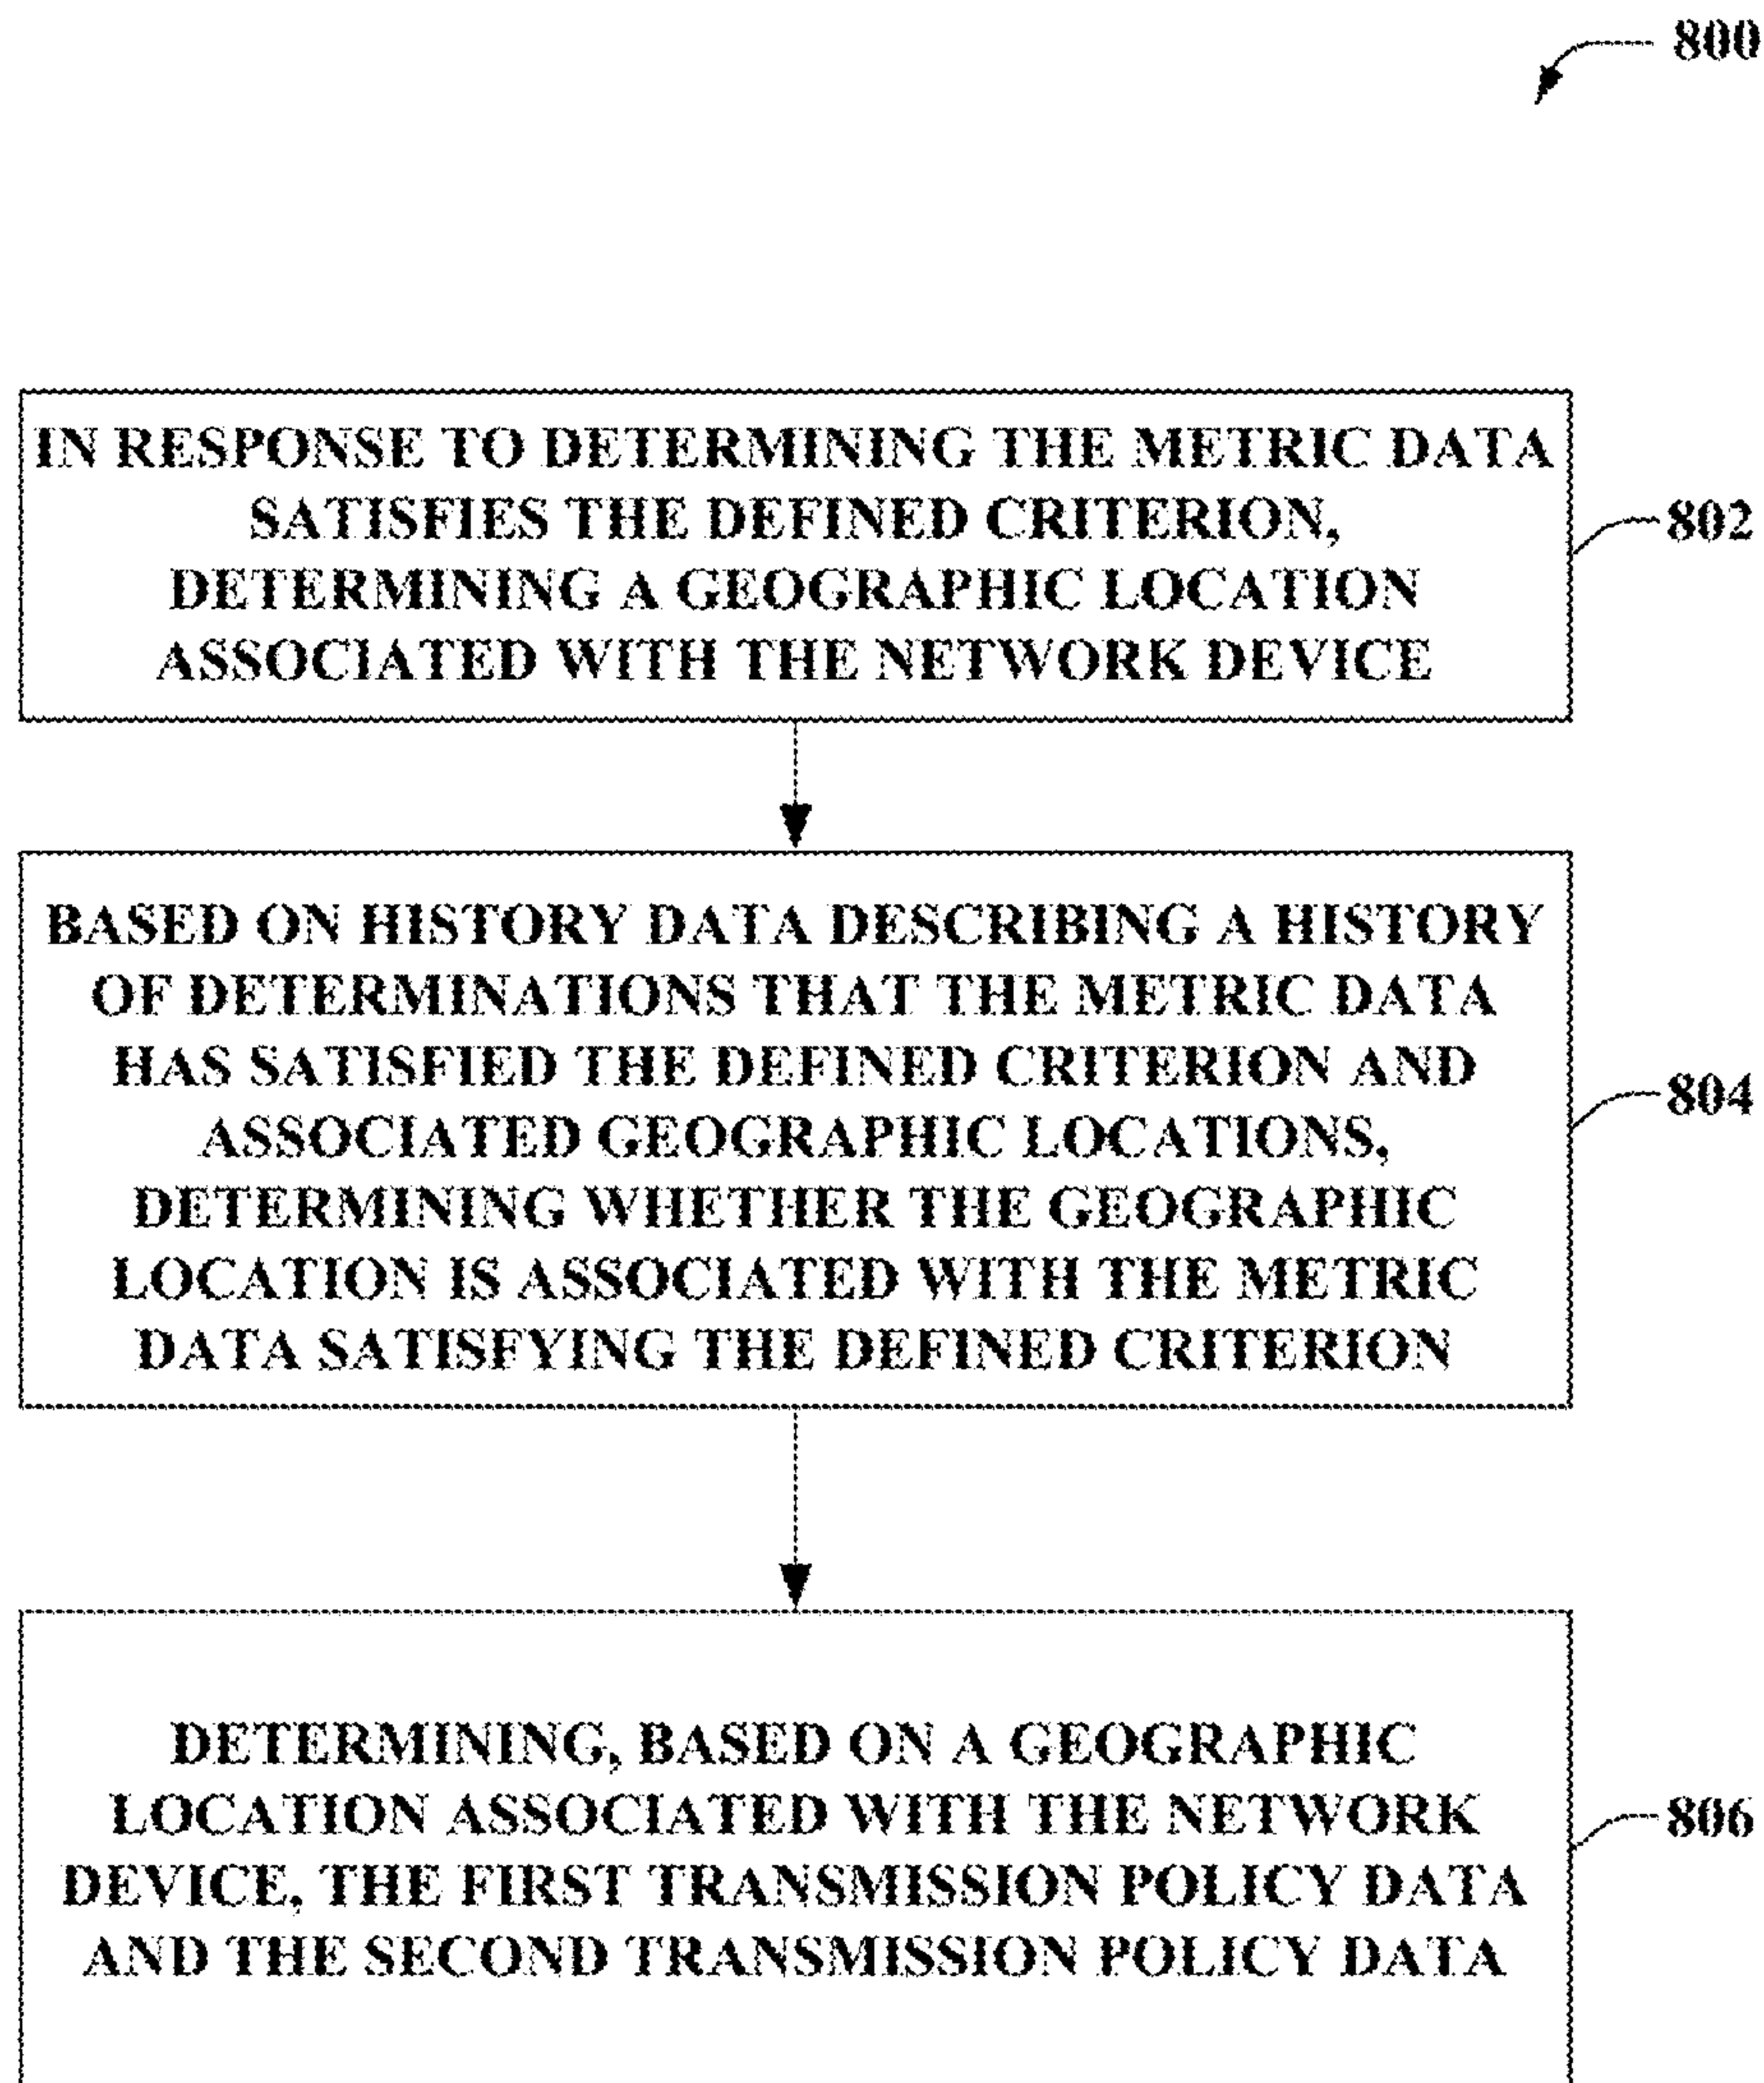 800
IN RESPONSE TO DETERMINING THE METRIC DATA
SATISFIES THE DEFINED CRITERION,
DETERMINING A GEOGRAPHIC LOCATION
ASSOCIATED WITH THE NETWORK DEVICE
802
BASED ON HISTORY DATA DESCRIBING A HISTORY
OF DETERMINATIONS THAT THE METRIC DATA
HAS SATISFIED THE DEFINED CRITERION AND
ASSOCIATED GEOGRAPHIC LOCATIONS,
DETERMINING WHETHER THE GEOGRAPHIC
LOCATION IS ASSOCIATED WITH THE METRIC
DATA SATISFYING THE DEFINED CRITERION
804
DETERMINING, BASED ON A GEOGRAPHIC
LOCATION ASSOCIATED WITH THE NETWORK
DEVICE, THE FIRST TRANSMISSION POLICY DATA
AND THE SECOND TRANSMISSION POLICY DATA
806